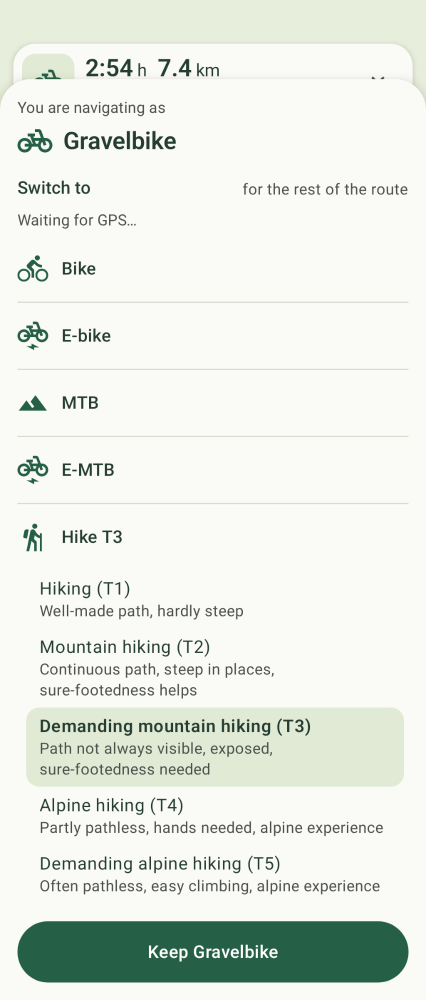 2:54 h 7.4 km
You are navigating as
Gravelbike
Switch to for the rest of the route
Waiting for GPS…
Bike
E-bike
MTB
E-MTB
Hike T3
Hiking (T1)
Well-made path, hardly steep
Mountain hiking (T2)
Continuous path, steep in places,
sure-footedness helps
Demanding mountain hiking (T3)
Path not always visible, exposed,
sure-footedness needed
Alpine hiking (T4)
Partly pathless, hands needed, alpine experience
Demanding alpine hiking (T5)
Often pathless, easy climbing, alpine experience
Keep Gravelbike